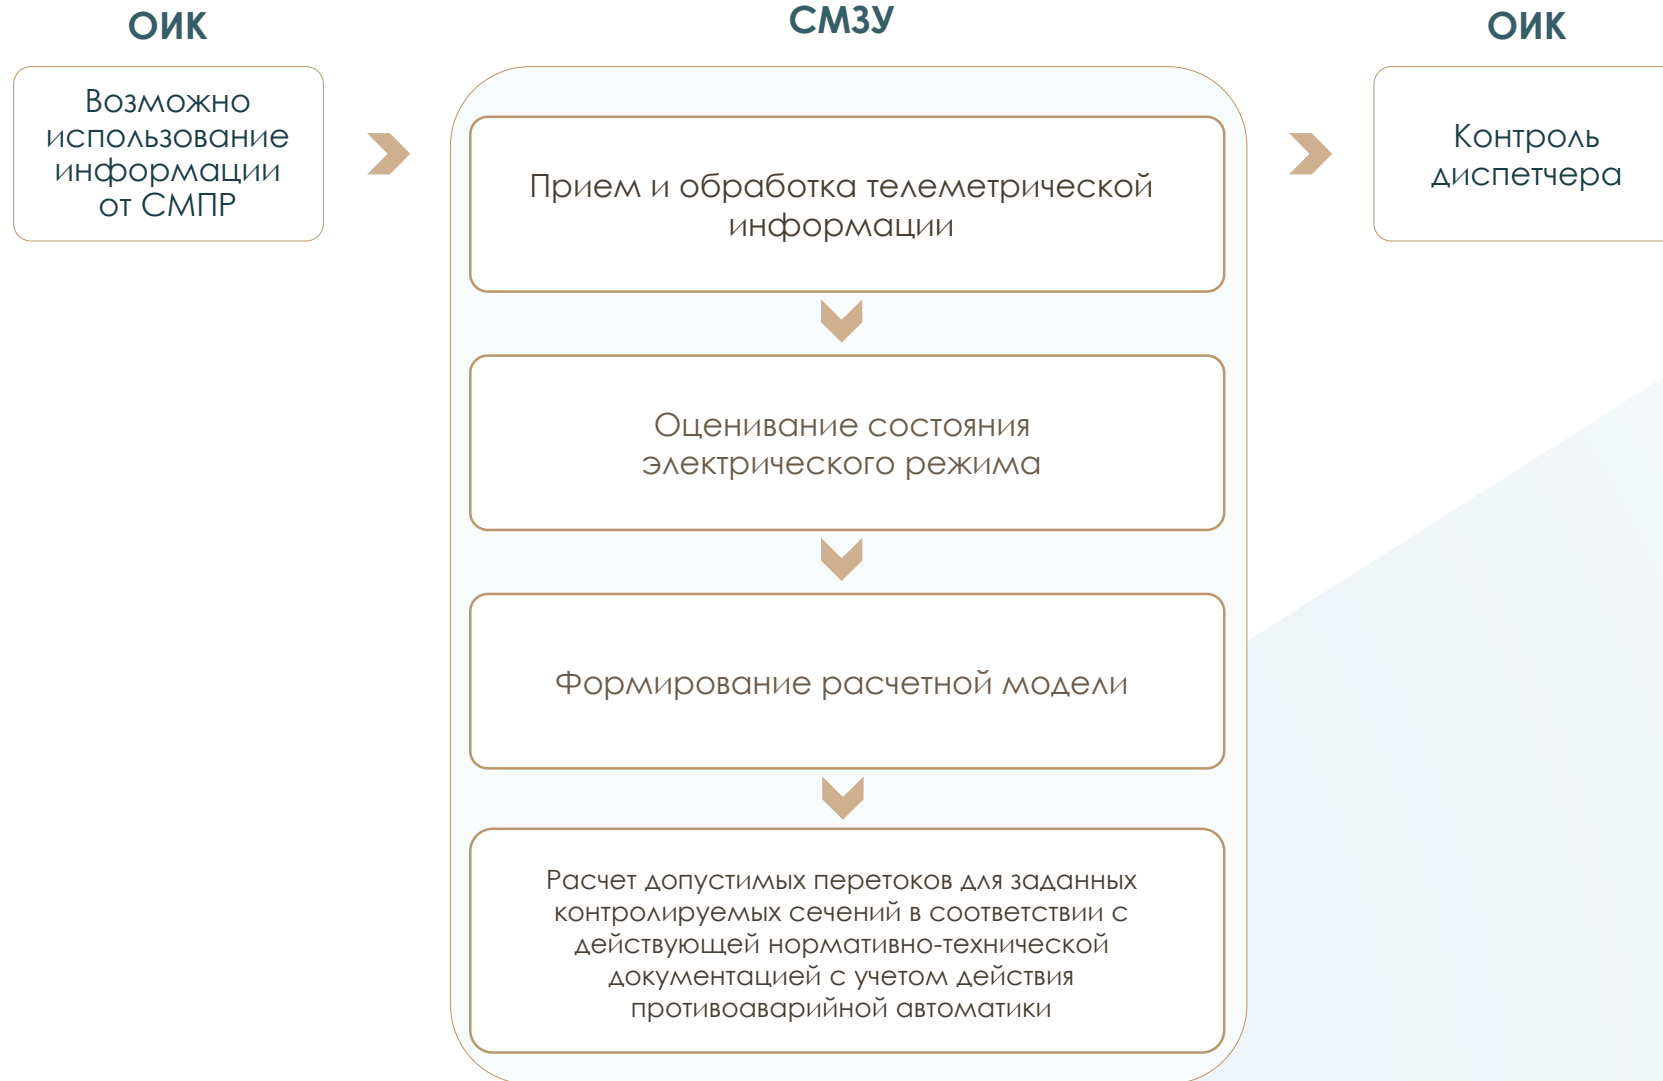 ОИК
СМЗУ
ОИК
Возможно
использование
информации
от СМПР
Прием и обработка телеметрической
информации
Контроль
диспетчера
Оценивание состояния
электрического режима
Формирование расчетной модели
Расчет допустимых перетоков для заданных
контролируемых сечений в соответствии с
действующей нормативно-технической
документацией с учетом действия
противоаварийной автоматики